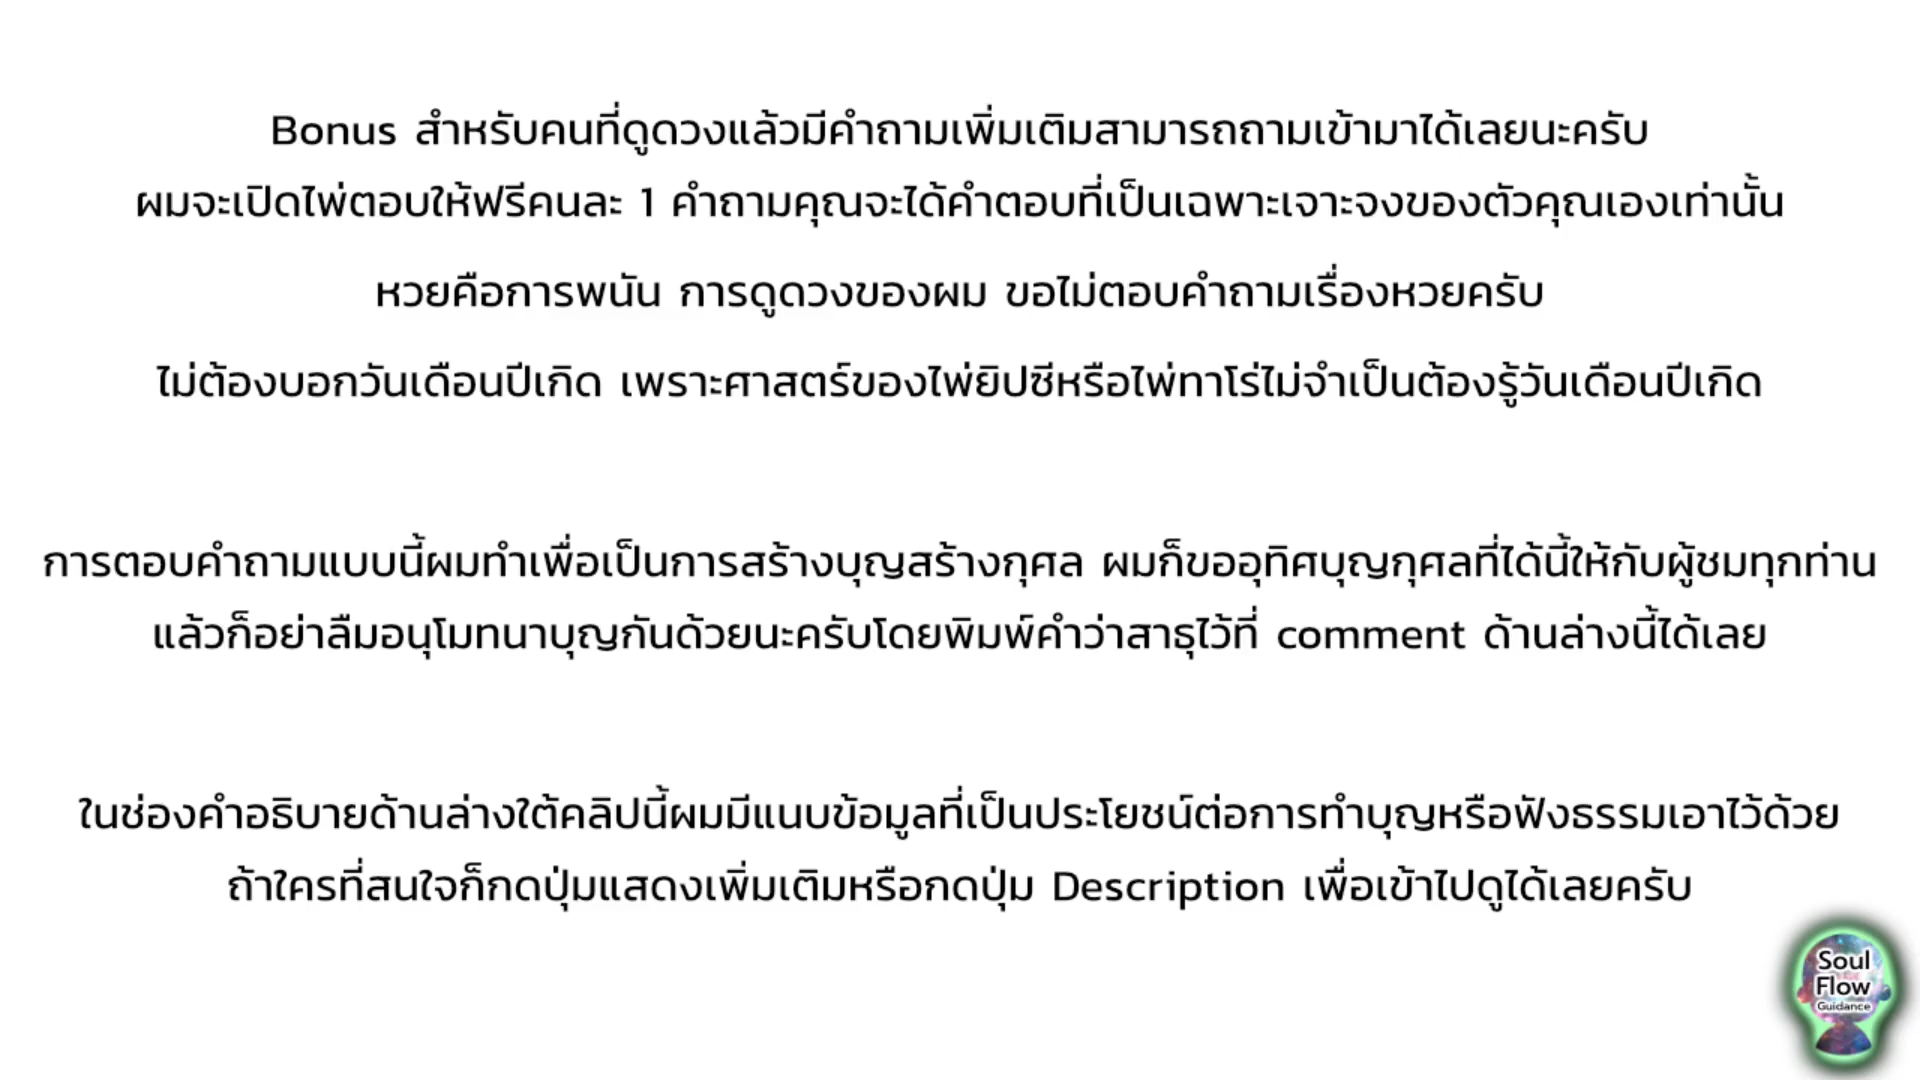 Bonus สำหรับคนที่ดูดวงแล้วมีคำถามเพิ่มเติมสามารถถามเข้ามาได้เลยนะครับ
ผมจะเปิดไพ่ตอบให้ฟรีคนละ 1 คำถามคุณจะได้คำตอบที่เป็นเฉพาะเจาะจงของตัวคุณเองเท่านั้น
หวยคือการพนัน การดูดวงของผม ขอไม่ตอบคำถามเรื่องหวยครับ
ไม่ต้องบอกวันเดือนปีเกิด เพราะศาสตร์ของไพ่ยิปซีหรือไพ่ทาโร่ไม่จำเป็นต้องรู้วันเดือนปีเกิด
การตอบคำถามแบบนี้ผมทำเพื่อเป็นการสร้างบุญสร้างกุศล ผมก็ขออุทิศบุญกุศลที่ได้นี้ให้กับผู้ชมทุกท่าน
แล้วก็อย่าลืมอนุโมทนาบุญกันด้วยนะครับโดยพิมพ์คำว่าสาธุไว้ที่ comment ด้านล่างนี้ได้เลย
ในช่องคำอธิบายด้านล่างใต้คลิปนี้ผมมีแนบข้อมูลที่เป็นประโยชน์ต่อการทำบุญหรือฟังธรรมเอาไว้ด้วย
ถ้าใครที่สนใจก็กดปุ่มแสดงเพิ่มเติมหรือกดปุ่ม Description เพื่อเข้าไปดูได้เลยครับ
Soul
Flow
Guidance